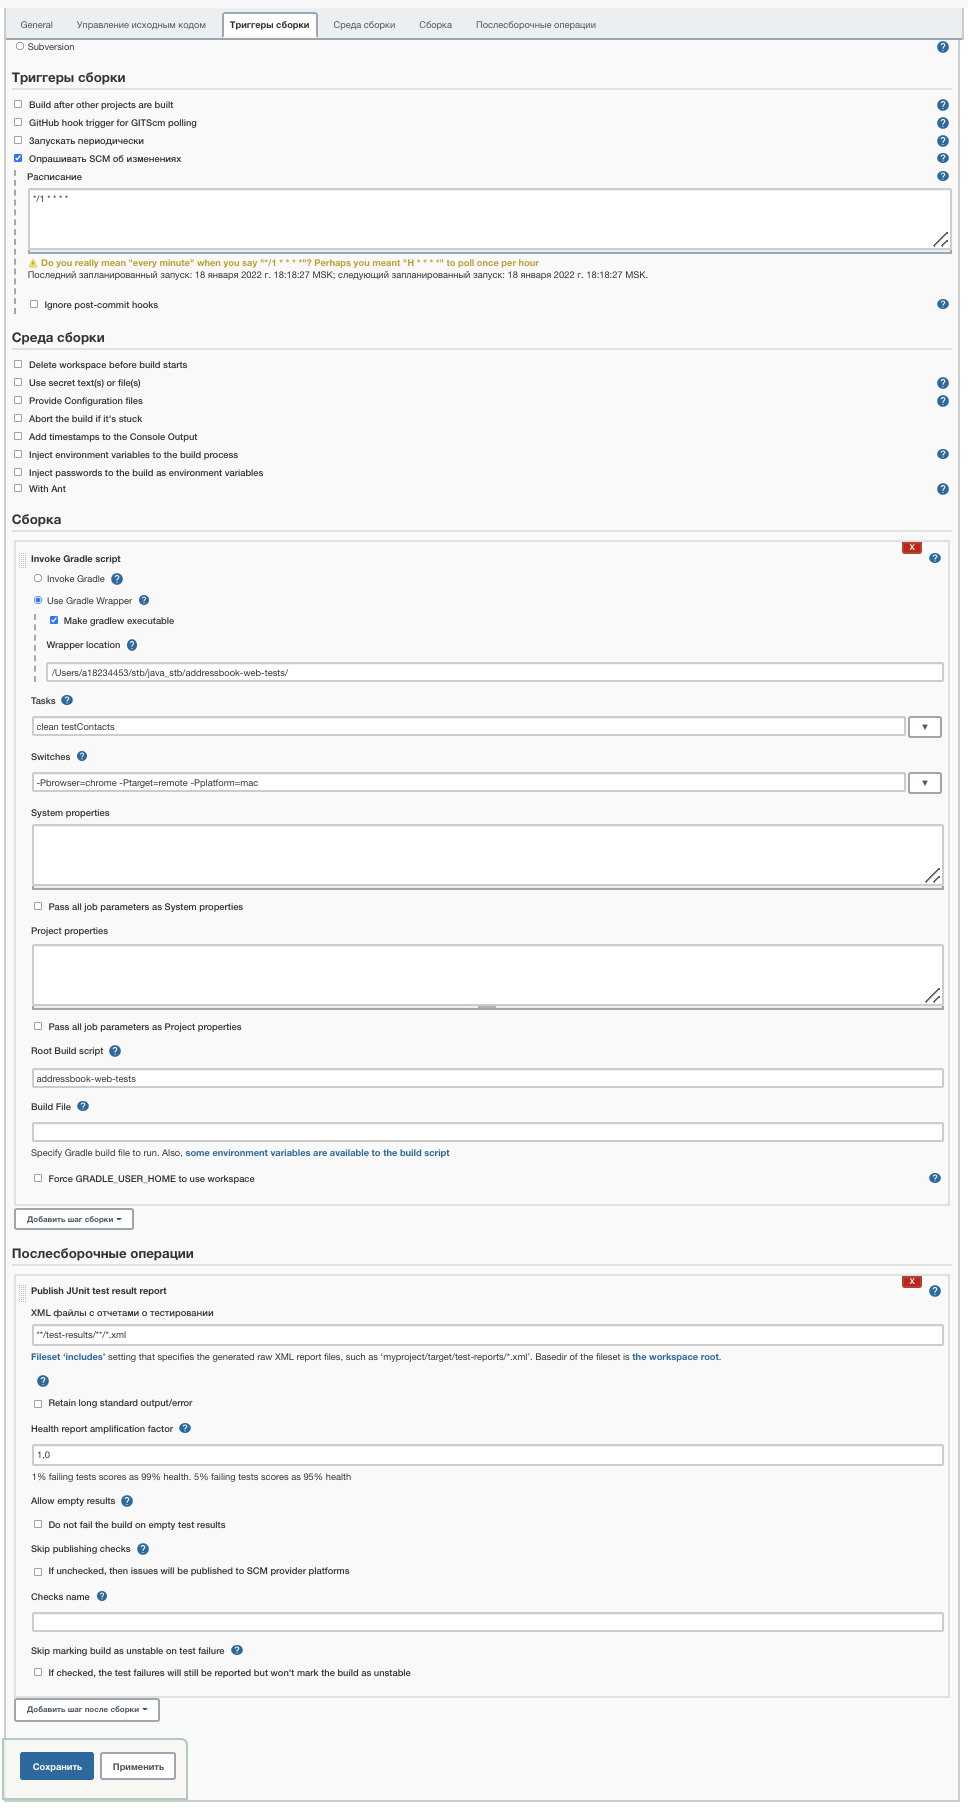 General Управление исходным кодом Триггеры сборки Среда сборки Сборка Послесборочные операции
Subversion
Триггеры сборки
Build after other projects are built
GitHub hook trigger for GITScm polling
Запускать периодически
Опрашивать SCM об изменениях
Расписание
*/1 * * * *
Do you really mean "every minute" when you say "*/1 * * * *"? Perhaps you meant "H * * * *" to poll once per hour
Последний запланированный запуск: 18 января 2022 г. 18:18:27 MSK; следующий запланированный запуск: 18 января 2022 г. 18:18:27 MSK.
Ignore post-commit hooks
Среда сборки
Delete workspace before build starts
Use secret text(s) or file(s)
Provide Configuration files
Abort the build if it's stuck
Add timestamps to the Console Output
Inject environment variables to the build process
Inject passwords to the build as environment variables
With Ant
Сборка
X
Invoke Gradle script
Invoke Gradle
Use Gradle Wrapper
Make gradlew executable
Wrapper location
/Users/a18234453/stb/java_stb/addressbook-web-tests/
Tasks
clean testContacts
Switches
-Pbrowser=chrome -Ptarget=remote -Pplatform=mac
System properties
Pass all job parameters as System properties
Project properties
Pass all job parameters as Project properties
Root Build script
addressbook-web-tests
Build File
Specify Gradle build file to run. Also, some environment variables are available to the build script
Force GRADLE_USER_HOME to use workspace
Добавить шаг сборки
Послесборочные операции
X
Publish JUnit test result report
XML файлы с отчетами о тестировании
**/test-results/**/*.xml
Fileset ‘includes’ setting that specifies the generated raw XML report files, such as ‘myproject/target/test-reports/*.xml’. Basedir of the fileset is the workspace root.
Retain long standard output/error
Health report amplification factor
1,0
1% failing tests scores as 99% health. 5% failing tests scores as 95% health
Allow empty results
Do not fail the build on empty test results
Skip publishing checks
If unchecked, then issues will be published to SCM provider platforms
Checks name
Skip marking build as unstable on test failure
If checked, the test failures will still be reported but won't mark the build as unstable
Добавить шаг после сборки
Сохранить Применить